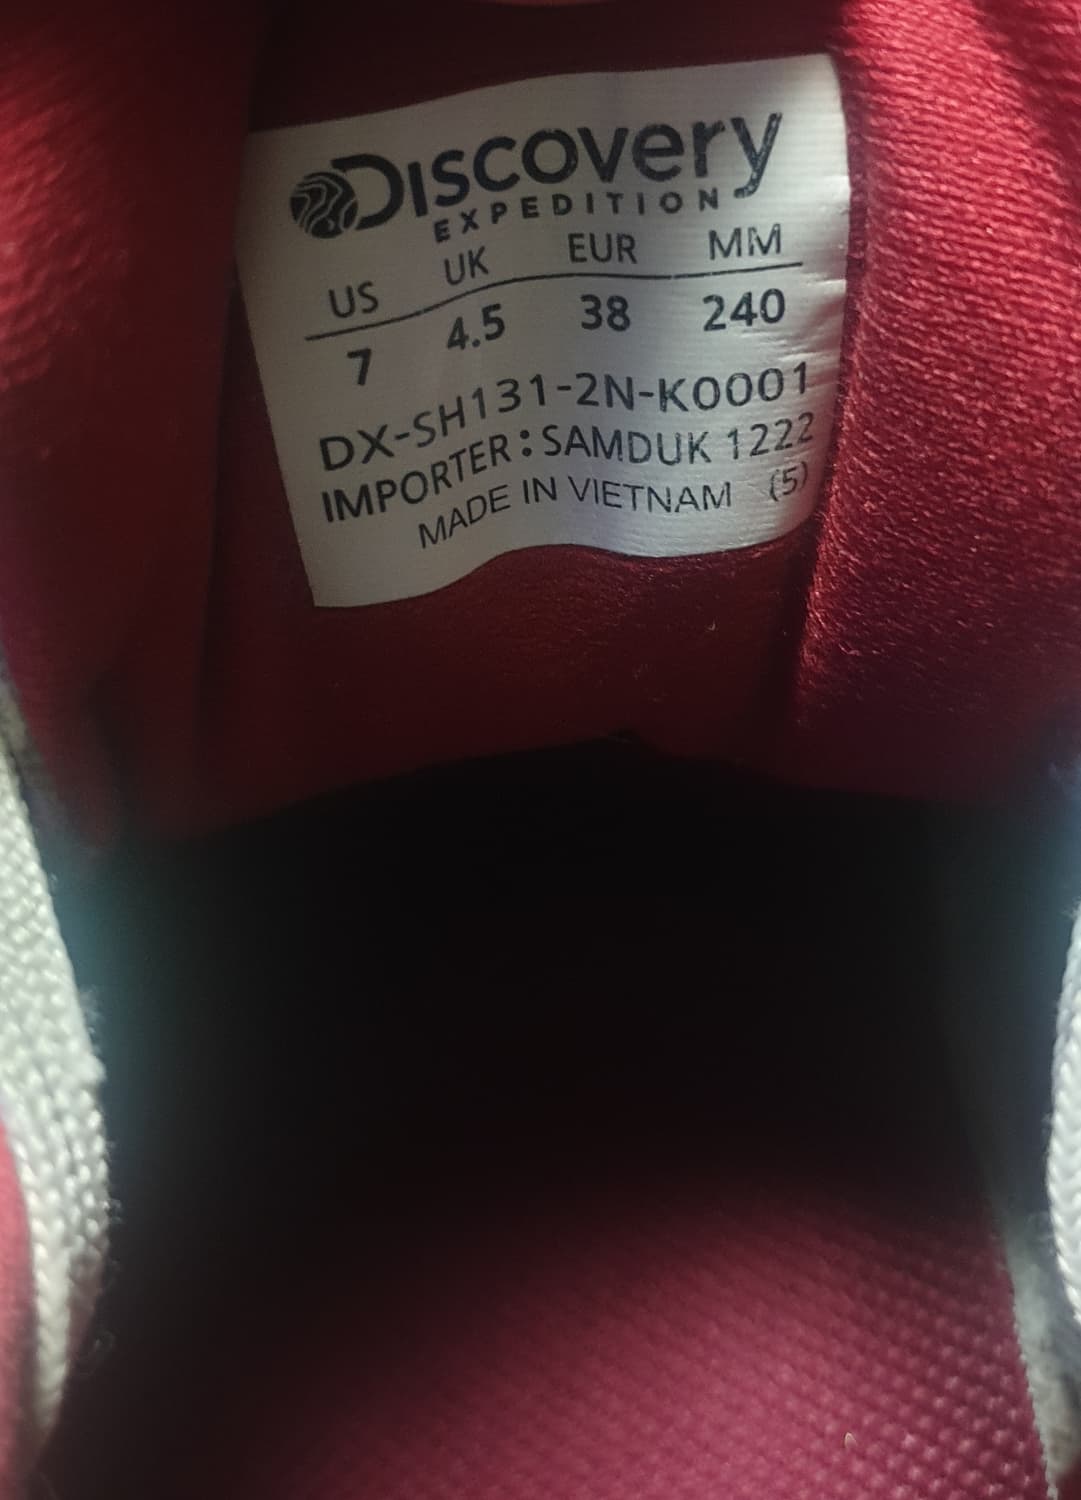 DISCOVERY
EXPEDITION
US UK EUR MM
7 4.5 38 240
DX-SH131-2N-K0001
IMPORTER : SAMDUK 1222
MADE IN VIETNAM (5)